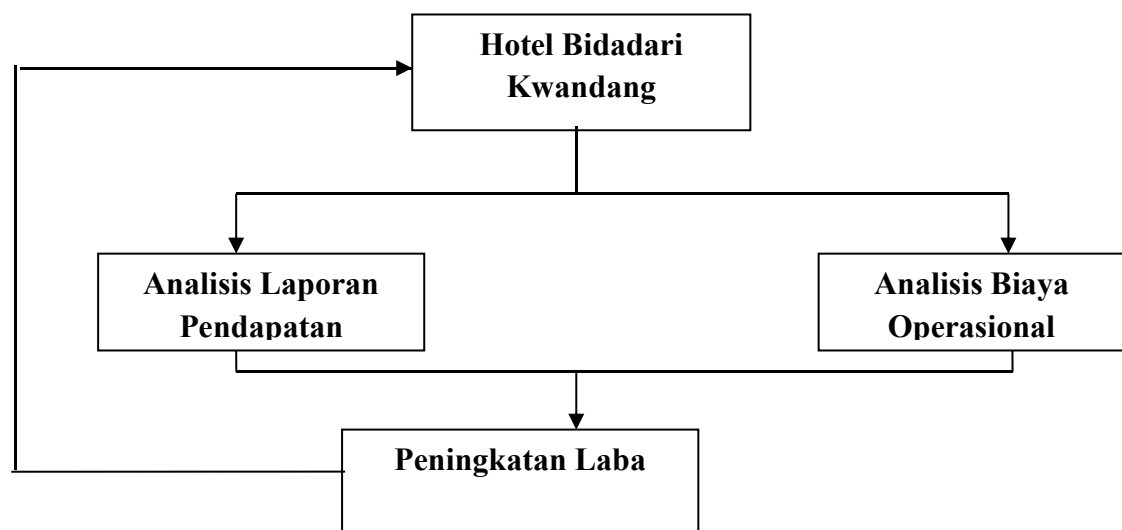 Hotel Bidadari
Kwandang
Analisis Laporan
Pendapatan
Analisis Biaya
Operasional
Peningkatan Laba